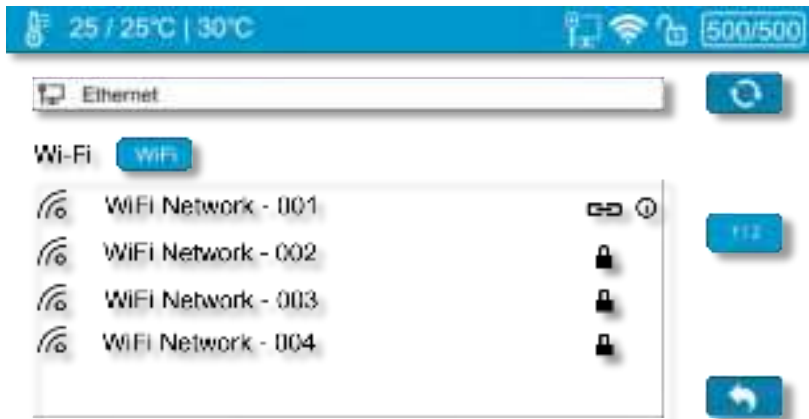 25 / 25°C | 30°C
500/500
Ethernet
Wi-Fi
WiFi
WiFi Network - 001
WiFi Network - 002
WiFi Network - 003
WiFi Network - 004